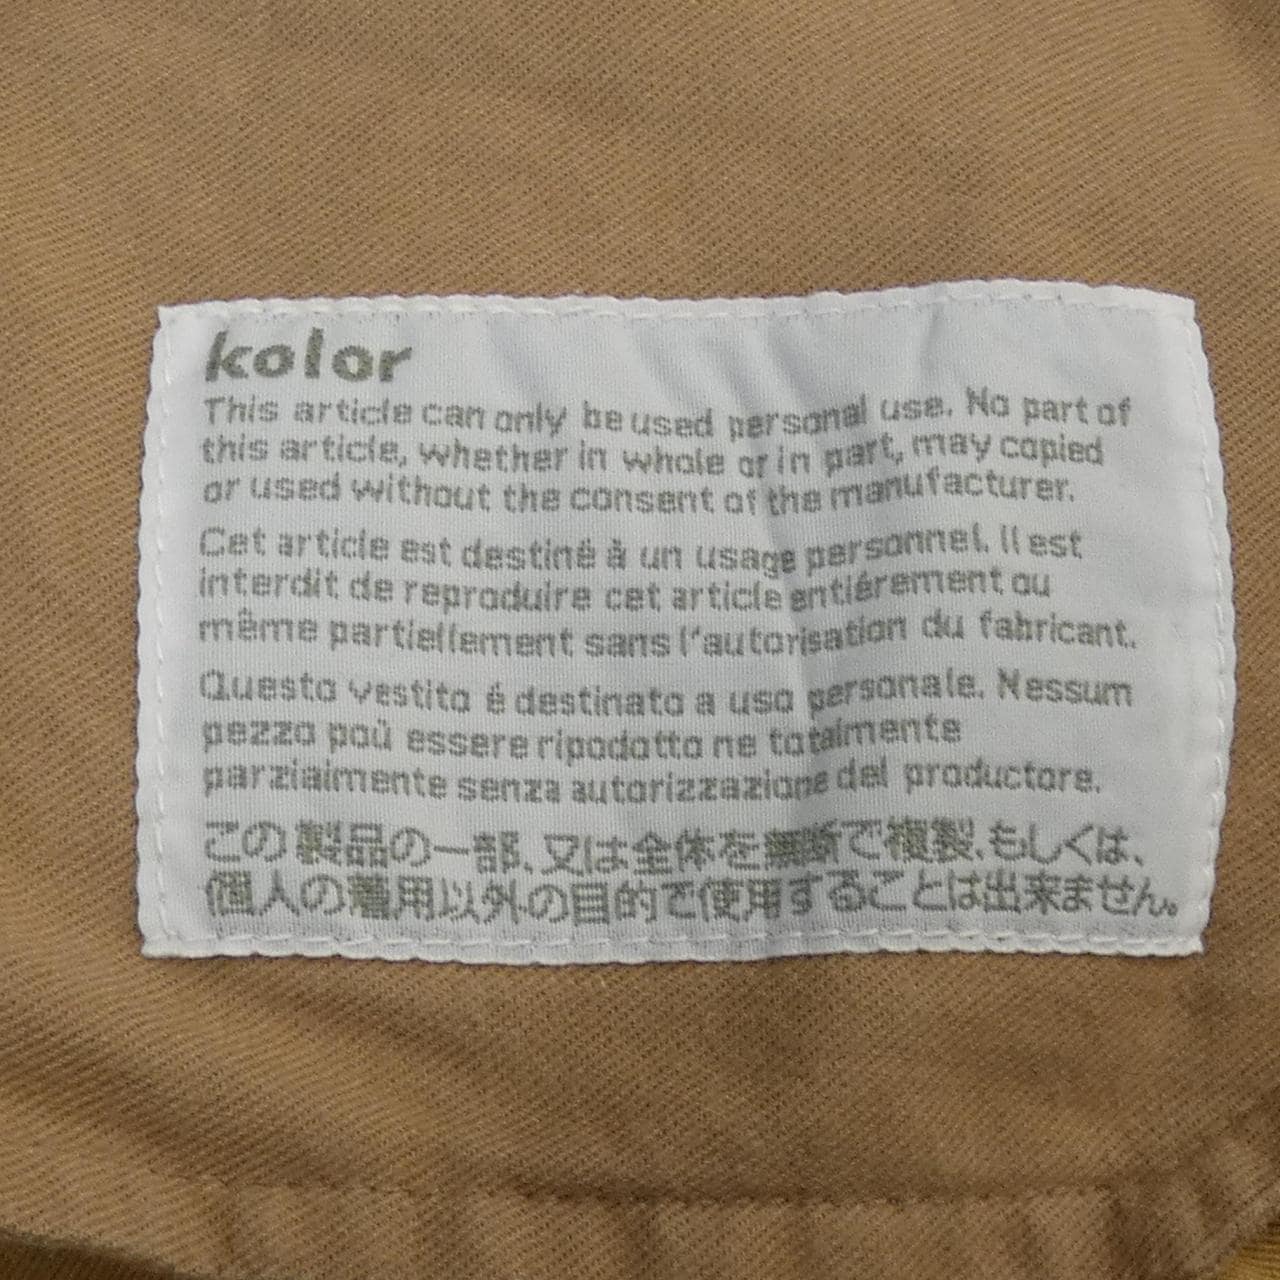 kolor
This article can only be used personal use. No part of
this article, whether in whole or in part, may copied
or used without the consent of the manufacturer.
Cet article est destiné à un usage personnel. Il est
interdit de reproduire cet article entiérement ou
même partiellement sans l'autorisation du fabricant.
Questo vestito é destinato a uso personale. Nessum
pezzo poù essere ripodotto ne totalmente
parzialmente senza autorizzazione del productore.
この製品の一部、又は全体を無断で複製、もしくは、
個人の着用以外の目的で使用することは出来ません。